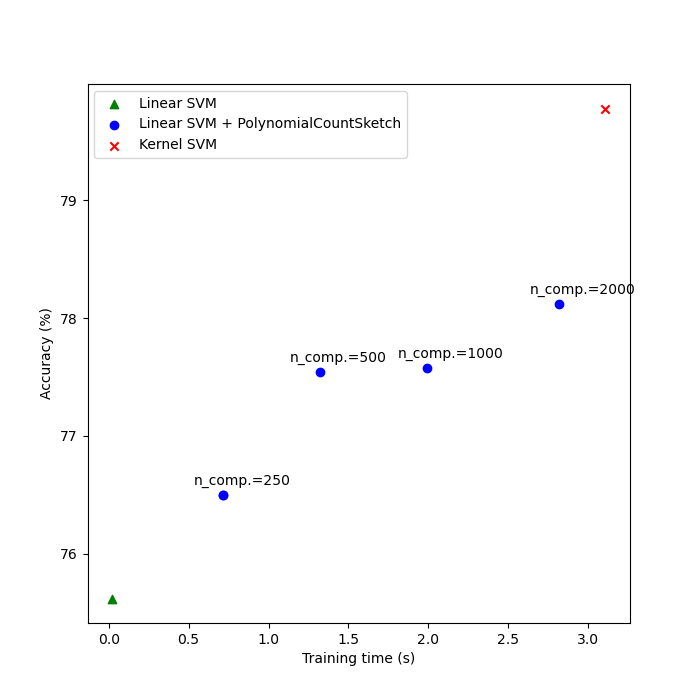 Linear SVM
Linear SVM + PolynomialCountSketch
Kernel SVM
79
n_comp.=2000
78
n_comp.=500
n_comp.=1000
77
n_comp.=250
76
Accuracy (%)
0.0 0.5 1.0 1.5 2.0 2.5 3.0
Training time (s)